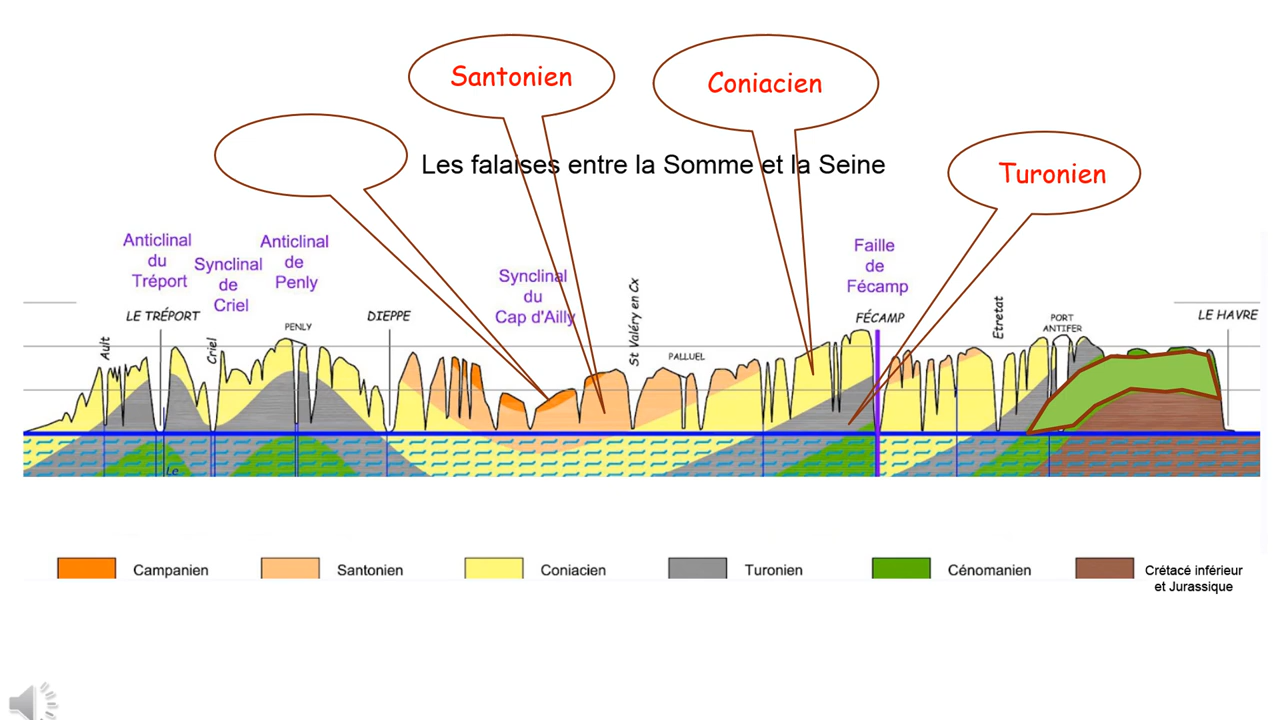 Santonien
Coniacien
Les falaises entre la Somme et la Seine
Turonien
Anticlinal
du
Tréport
Synclinal
de
Criel
Anticlinal
de
Penly
Synclinal
du
Cap d'Ailly
Faille
de
Fécamp
Ault
LE TRÉPORT
Criel
PENLY
DIEPPE
St Valéry en Cx
PALLUEL
FÉCAMP
Etretat
PORT
ANTIFER
LE HAVRE
Le
Campanien
Santonien
Coniacien
Turonien
Cénomanien
Crétacé inférieur
et Jurassique